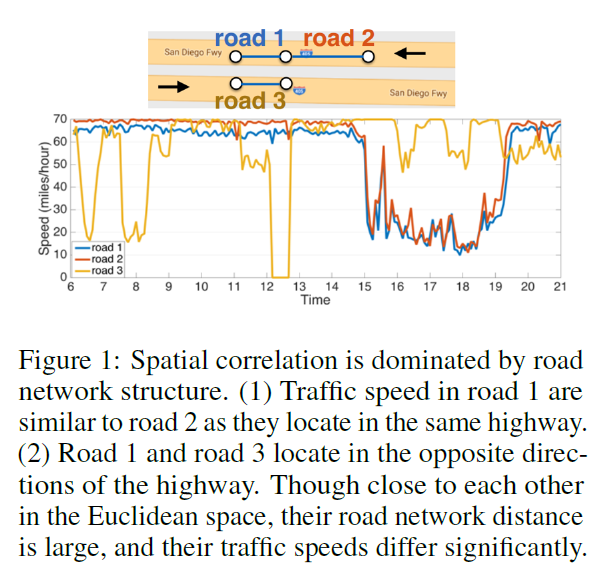 road 1 road 2
San Diego Fwy
405
road 3
405
San Diego Fwy
70
60
50
40
30
20
10
0
Speed (miles/hour)
road 1
road 2
road 3
6 7 8 9 10 11 12 13 14 15 16 17 18 19 20 21
Time
Figure 1: Spatial correlation is dominated by road
network structure. (1) Traffic speed in road 1 are
similar to road 2 as they locate in the same highway.
(2) Road 1 and road 3 locate in the opposite direc-
tions of the highway. Though close to each other
in the Euclidean space, their road network distance
is large, and their traffic speeds differ significantly.